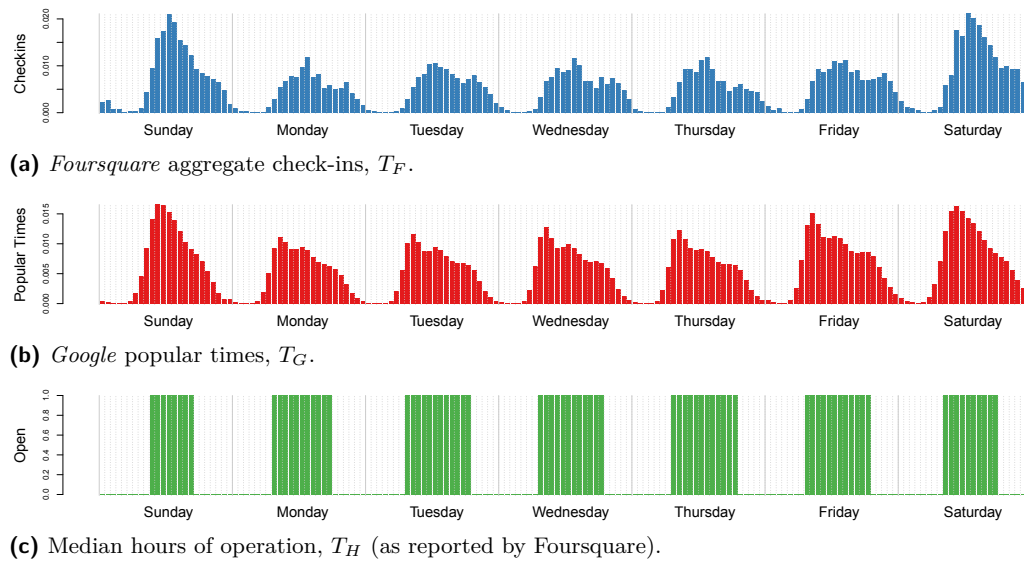 Checkins
0.000
0.010
0.020
Sunday Monday Tuesday Wednesday Thursday Friday Saturday
(a) Foursquare aggregate check-ins, T_F.
Popular Times
0.000
0.005
0.010
0.015
Sunday Monday Tuesday Wednesday Thursday Friday Saturday
(b) Google popular times, T_G.
Open
0.0
0.2
0.4
0.6
0.8
1.0
Sunday Monday Tuesday Wednesday Thursday Friday Saturday
(c) Median hours of operation, T_H (as reported by Foursquare).